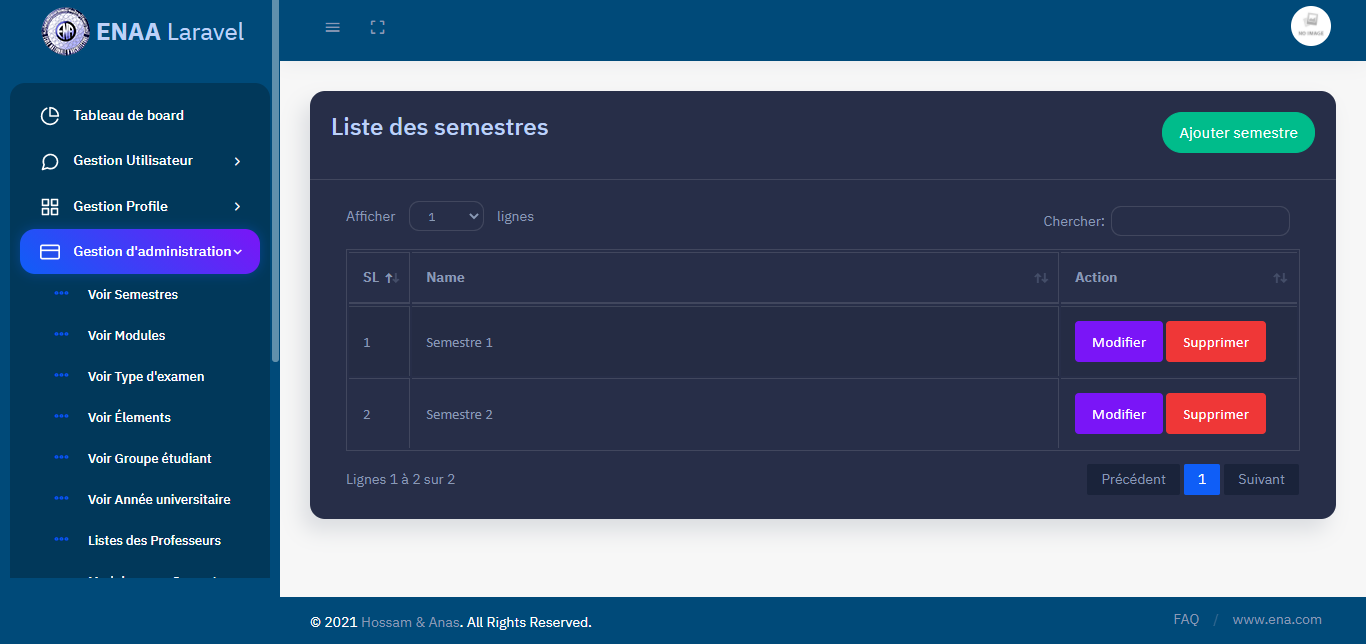 ENAA Laravel
NO IMAGE
Tableau de board
Gestion Utilisateur
Gestion Profile
Gestion d'administration
Voir Semestres
Voir Modules
Voir Type d'examen
Voir Élements
Voir Groupe étudiant
Voir Année universitaire
Listes des Professeurs
Liste des semestres
Ajouter semestre
Afficher 1 lignes
Chercher:
SL Name Action
1 Semestre 1 Modifier Supprimer
2 Semestre 2 Modifier Supprimer
Lignes 1 à 2 sur 2
Précédent 1 Suivant
© 2021 Hossam & Anas. All Rights Reserved.
FAQ / www.ena.com